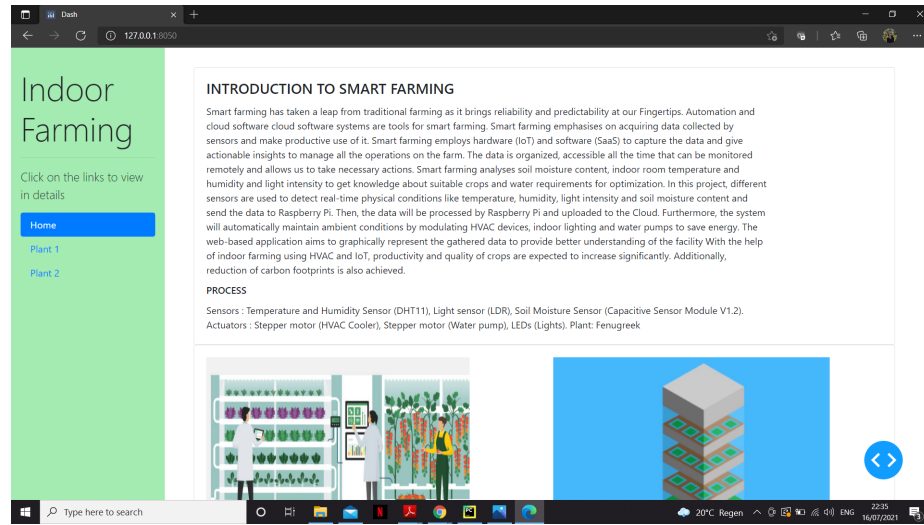 Dash
127.0.0.1:8050
Indoor
Farming
Click on the links to view
in details
Home
Plant 1
Plant 2
INTRODUCTION TO SMART FARMING
Smart farming has taken a leap from traditional farming as it brings reliability and predictability at our Fingertips. Automation and
cloud software cloud software systems are tools for smart farming. Smart farming emphasises on acquiring data collected by
sensors and make productive use of it. Smart farming employs hardware (IoT) and software (SaaS) to capture the data and give
actionable insights to manage all the operations on the farm. The data is organized, accessible all the time that can be monitored
remotely and allows us to take necessary actions. Smart farming analyses soil moisture content, indoor room temperature and
humidity and light intensity to get knowledge about suitable crops and water requirements for optimization. In this project, different
sensors are used to detect real-time physical conditions like temperature, humidity, light intensity and soil moisture content and
send the data to Raspberry Pi. Then, the data will be processed by Raspberry Pi and uploaded to the Cloud. Furthermore, the system
will automatically maintain ambient conditions by modulating HVAC devices, indoor lighting and water pumps to save energy. The
web-based application aims to graphically represent the gathered data to provide better understanding of the facility With the help
of indoor farming using HVAC and IoT, productivity and quality of crops are expected to increase significantly. Additionally,
reduction of carbon footprints is also achieved.
PROCESS
Sensors : Temperature and Humidity Sensor (DHT11), Light sensor (LDR), Soil Moisture Sensor (Capacitive Sensor Module V1.2).
Actuators : Stepper motor (HVAC Cooler), Stepper motor (Water pump), LEDs (Lights). Plant: Fenugreek
Type here to search
20°C Regen
ENG
22:35
16/07/2021